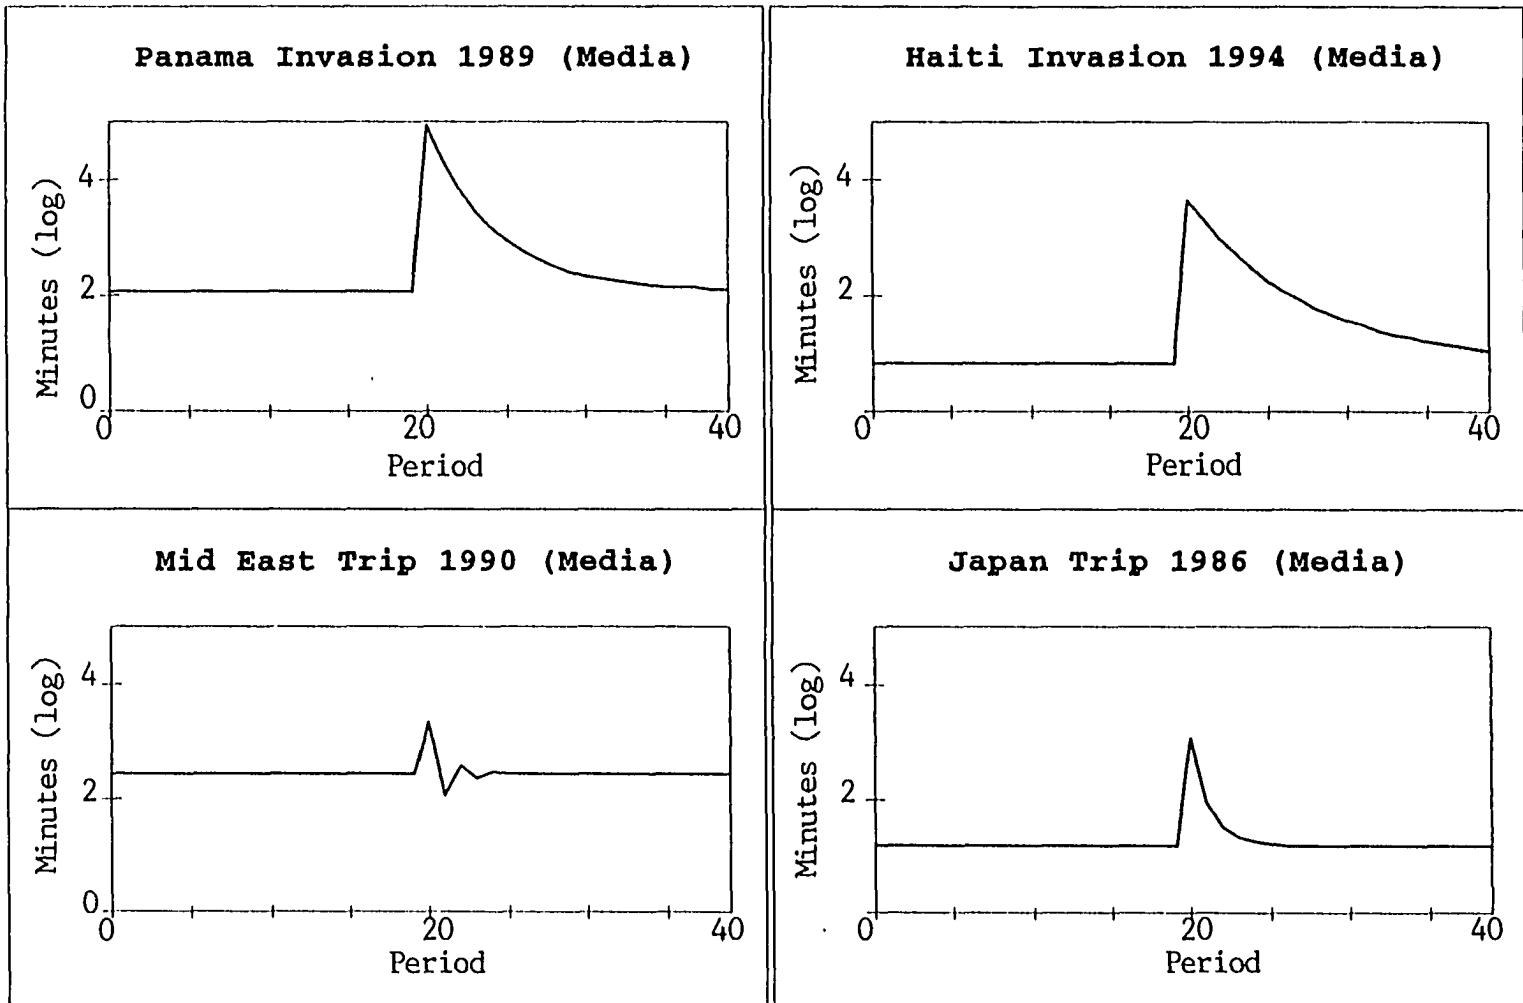 Panama Invasion 1989 (Media)
Minutes (log)
4
2
0
0 20 40
Period
Haiti Invasion 1994 (Media)
Minutes (log)
4
2
0 20 40
Period
Mid East Trip 1990 (Media)
Minutes (log)
4
2
0
0 20 40
Period
Japan Trip 1986 (Media)
Minutes (log)
4
2
0 20 40
Period